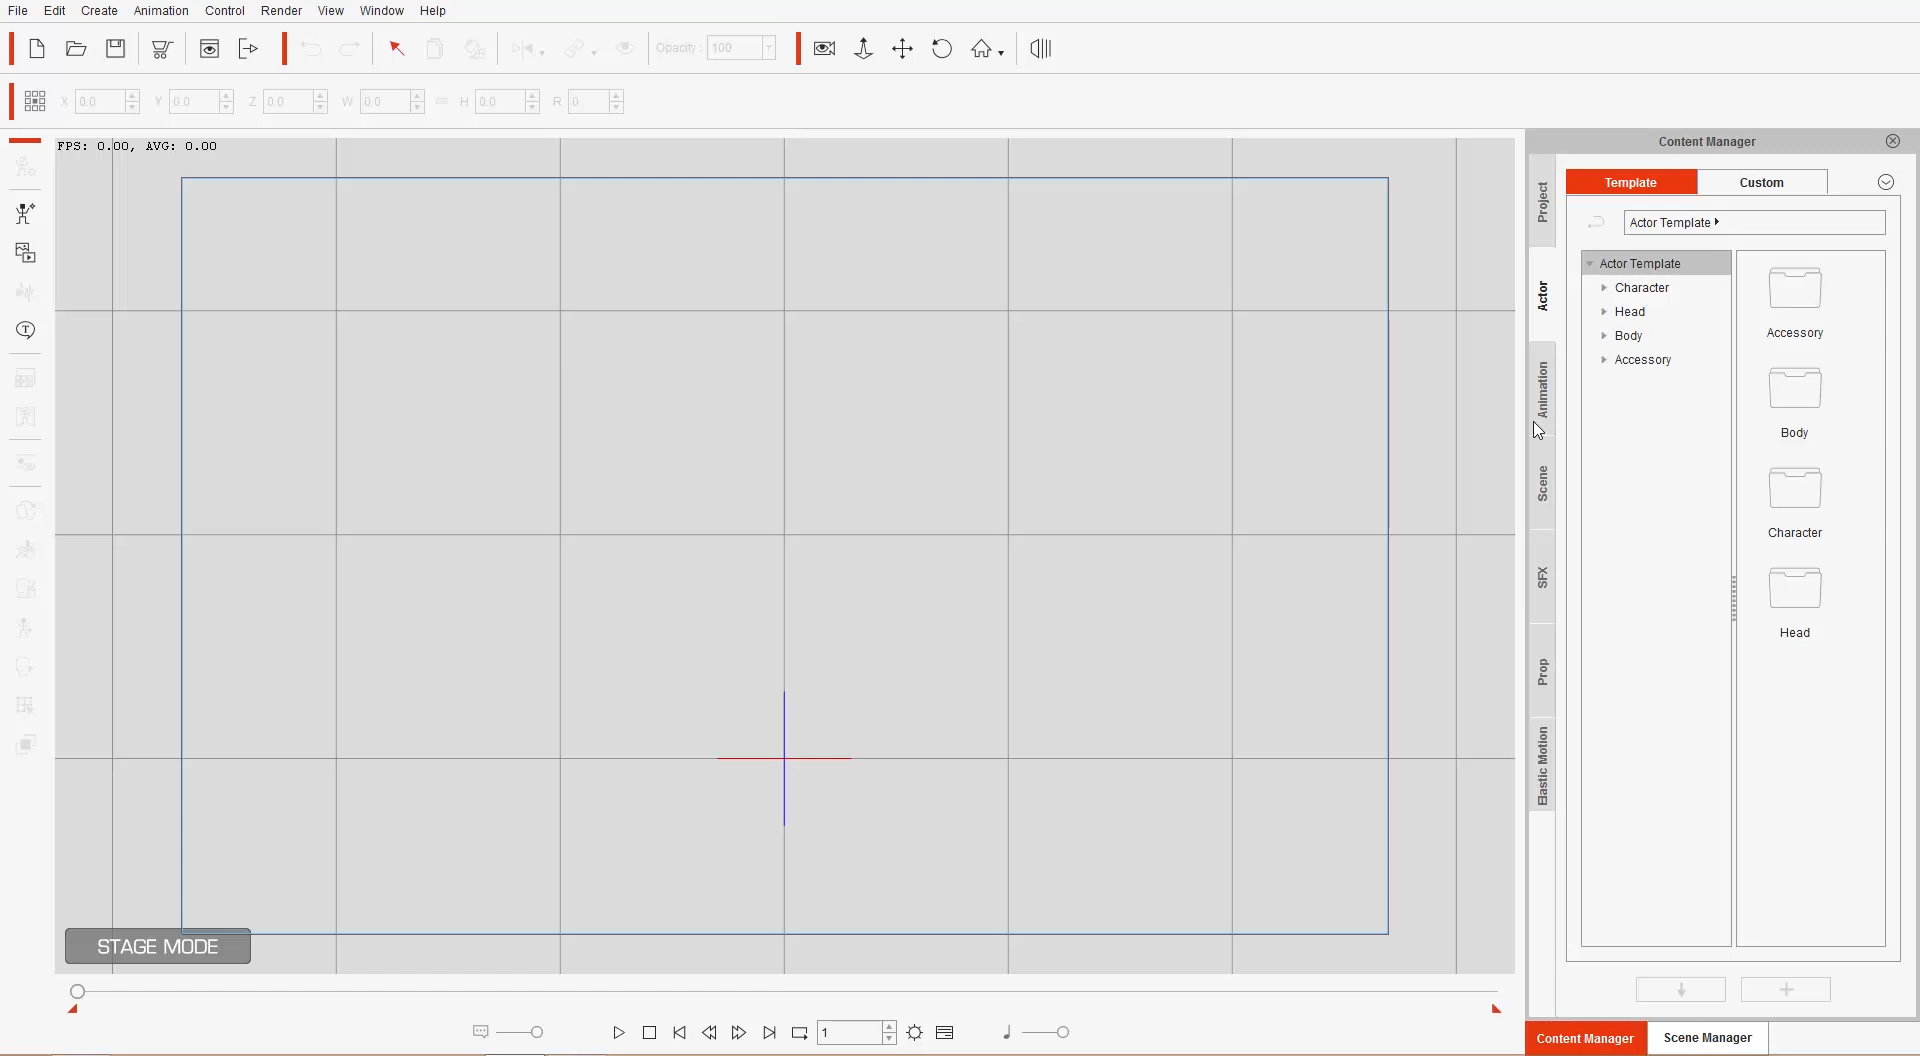 File Edit Create Animation Control Render View Window Help
Opacity : 100
X 0.0 Y 0.0 Z 0.0 W 0.0 H 0.0 R 0
FPS: 0.00, AVG: 0.00
Content Manager
Project
Actor
Animation
Scene
SFX
Prop
Elastic Motion
Template Custom
Actor Template
Actor Template
Character
Head
Body
Accessory
Accessory
Body
Character
Head
STAGE MODE
1
Content Manager Scene Manager